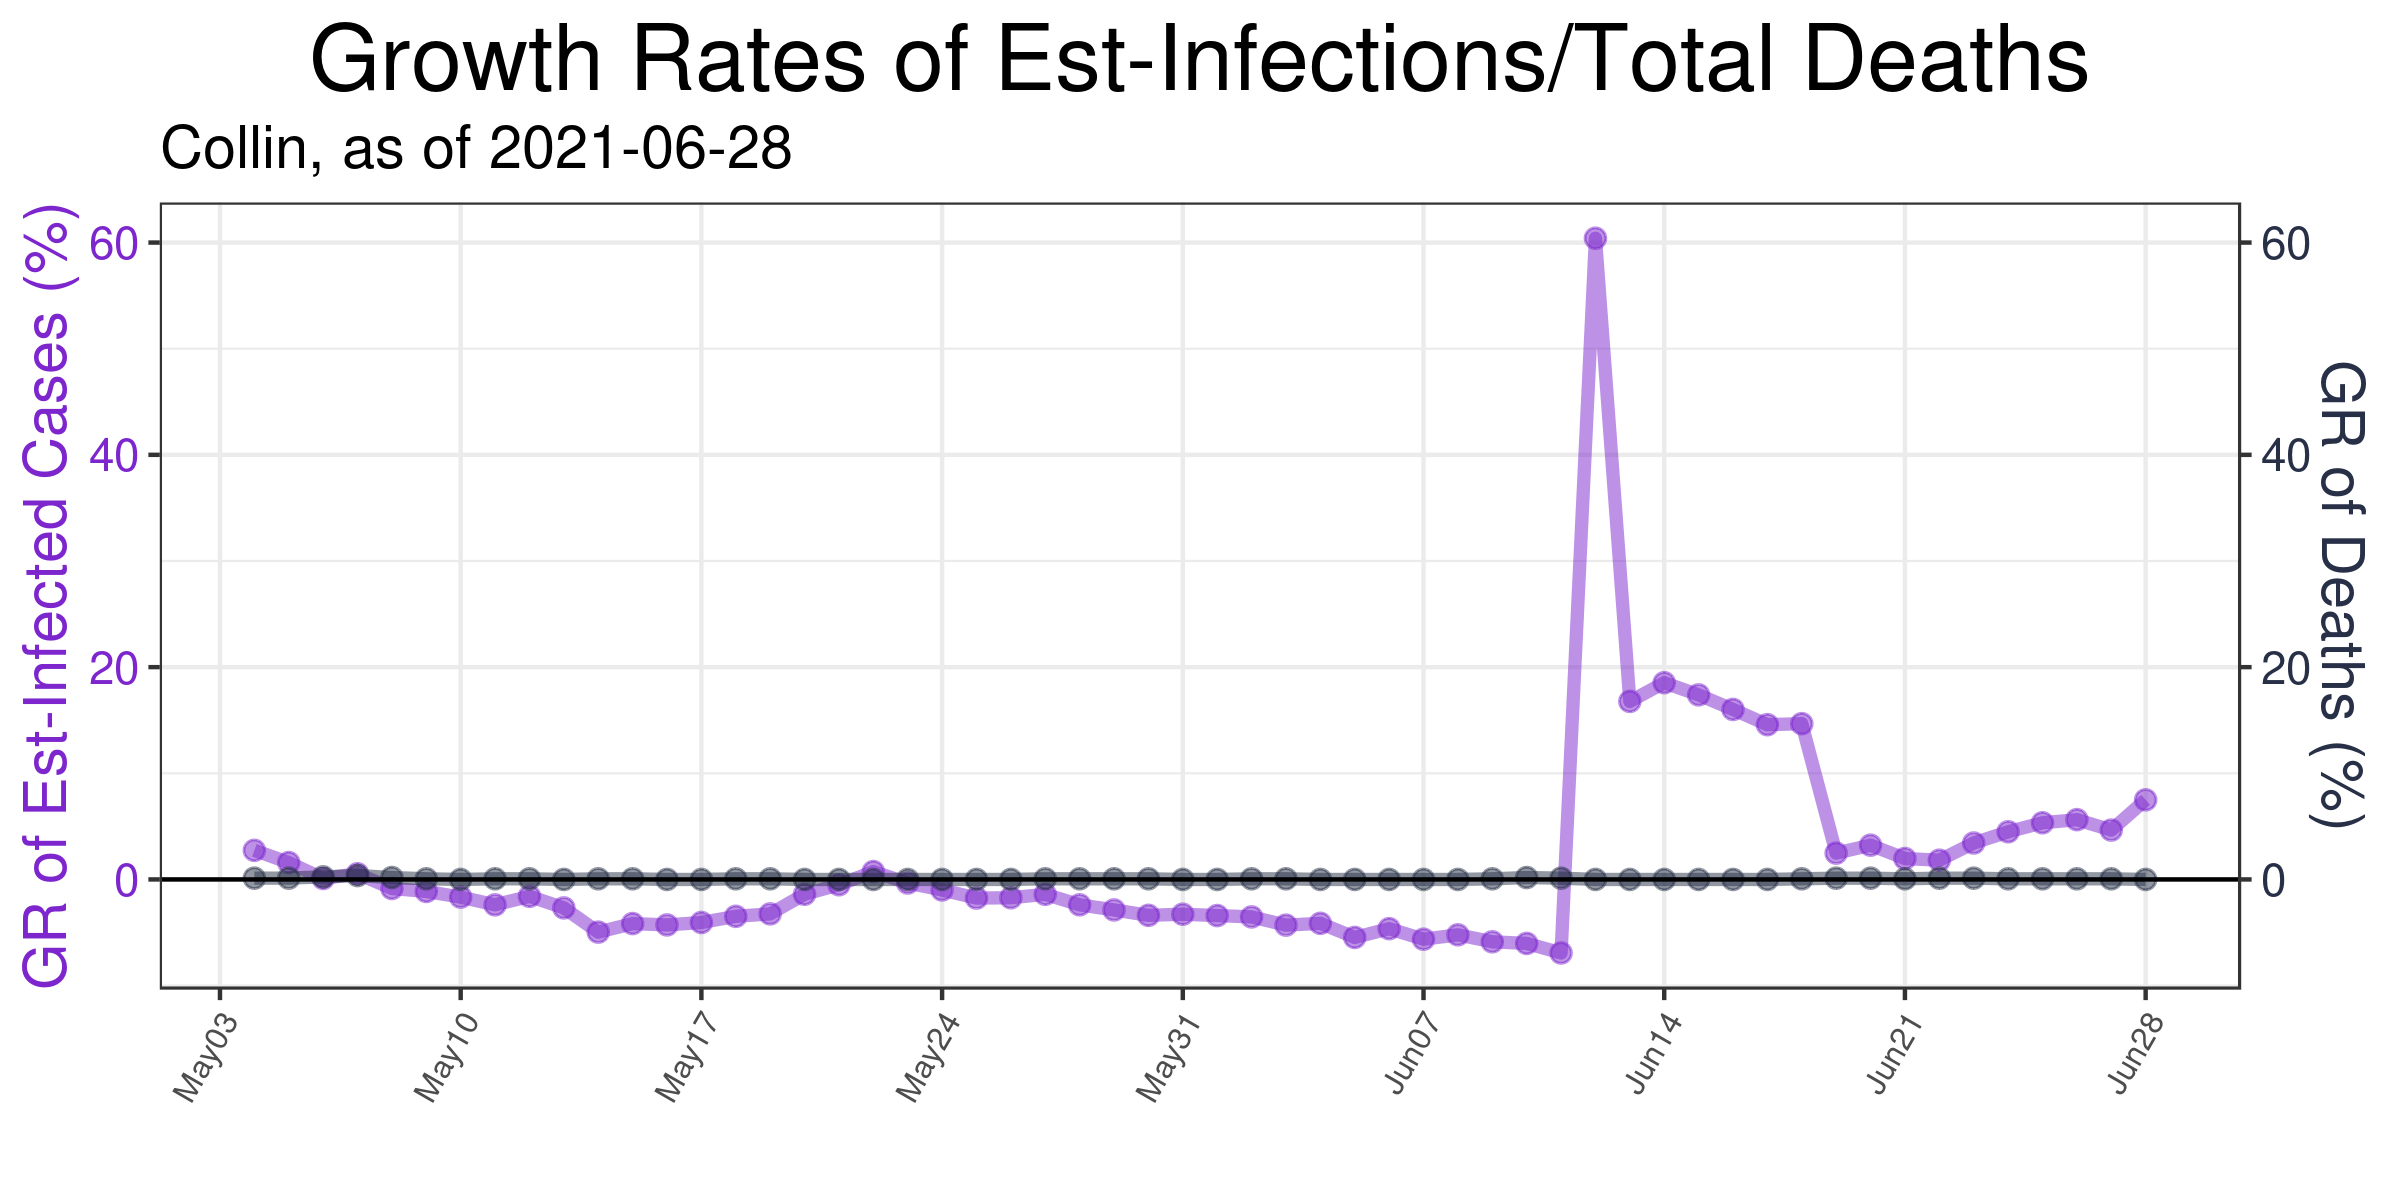 Growth Rates of Est-Infections/Total Deaths
Collin, as of 2021-06-28
GR of Est-Infected Cases (%)
60
40
20
0
60
40
20
0
GR of Deaths (%)
May03
May10
May17
May24
May31
Jun07
Jun14
Jun21
Jun28